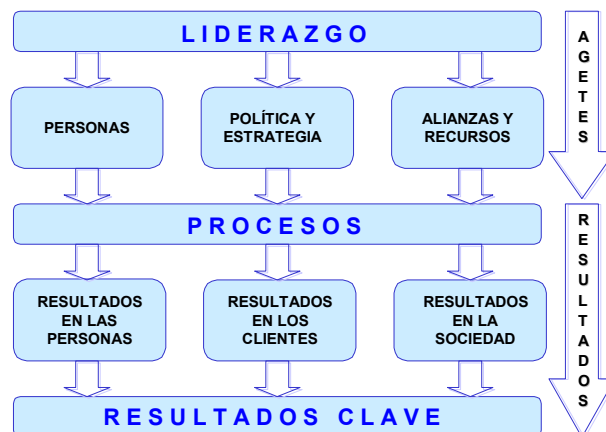 LIDERAZGO
PERSONAS
POLÍTICA Y
ESTRATEGIA
ALIANZAS Y
RECURSOS
AGETES
PROCESOS
RESULTADOS
EN LAS
PERSONAS
RESULTADOS
EN LOS
CLIENTES
RESULTADOS
EN LA
SOCIEDAD
RESULTADOS
RESULTADOS CLAVE